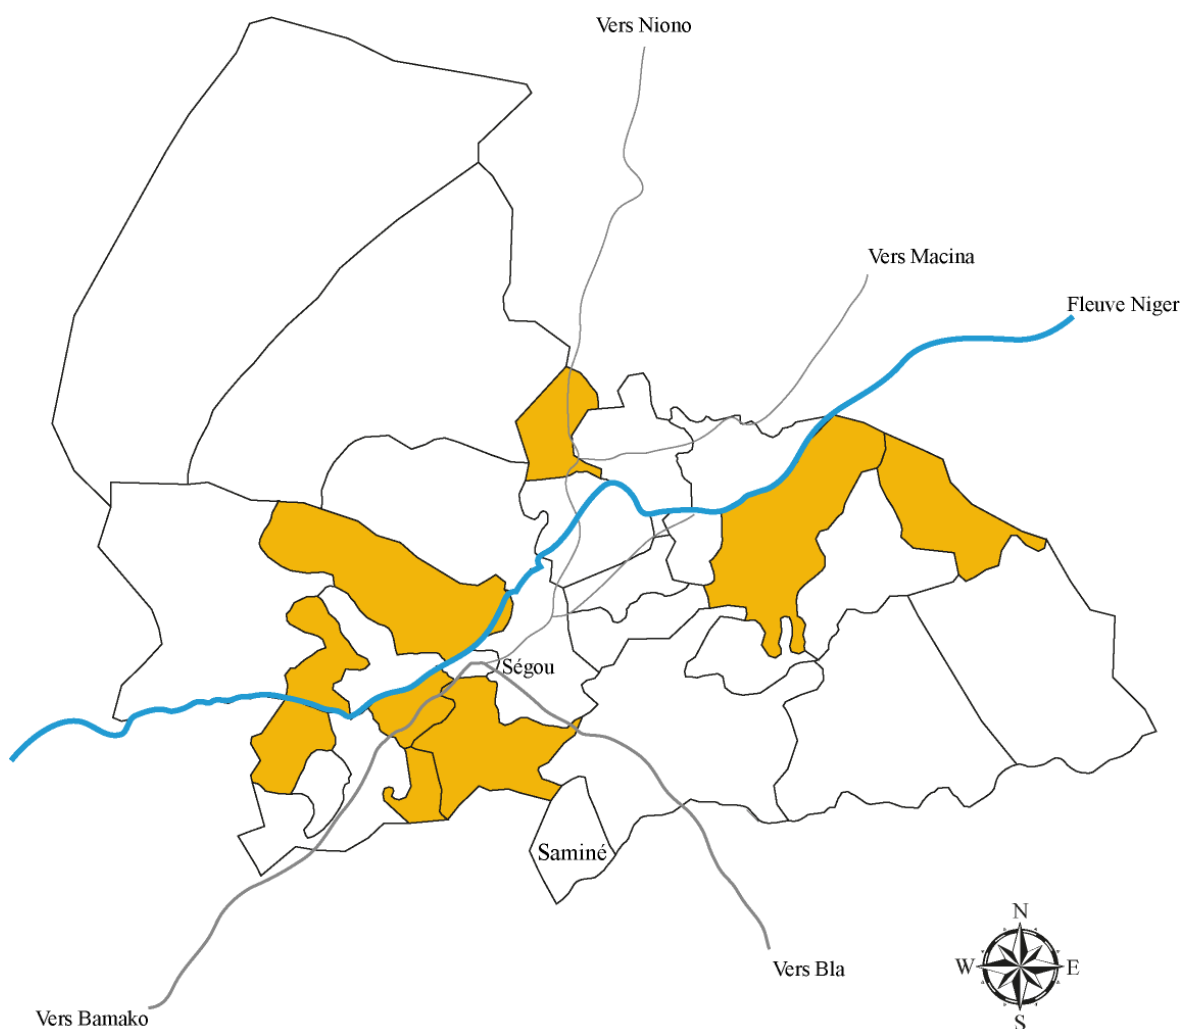 Vers Niono
Vers Macina
Fleuve Niger
Ségou
Saminé
N
W
E
S
Vers Bla
Vers Bamako